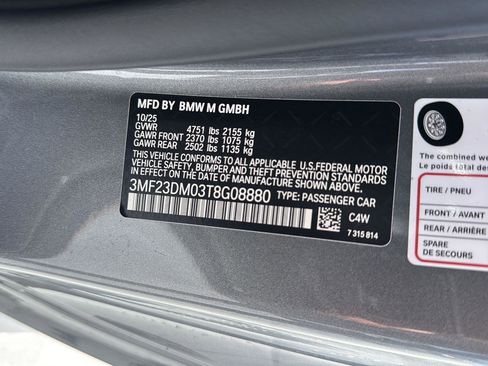 MFD BY BMW M GMBH
10/25
GVWR 4751 lbs 2155 kg
GAWR FRONT 2370 lbs 1075 kg
GAWR REAR 2502 lbs 1135 kg
THIS VEHICLE CONFORMS TO ALL APPLICABLE U.S.FEDERAL MOTOR
VEHICLE SAFETY, BUMPER, AND THEFT PREVENTION STANDARDS
IN EFFECT ON THE DATE OF MANUFACTURE SHOWN ABOVE.
3MF23DM03T8G08880 TYPE: PASSENGER CAR
C4W
7 315 814
The combined
Le poids total
TIRE / PNEU
FRONT / AVANT
REAR / ARRIÈRE
SPARE
DE SECOURS